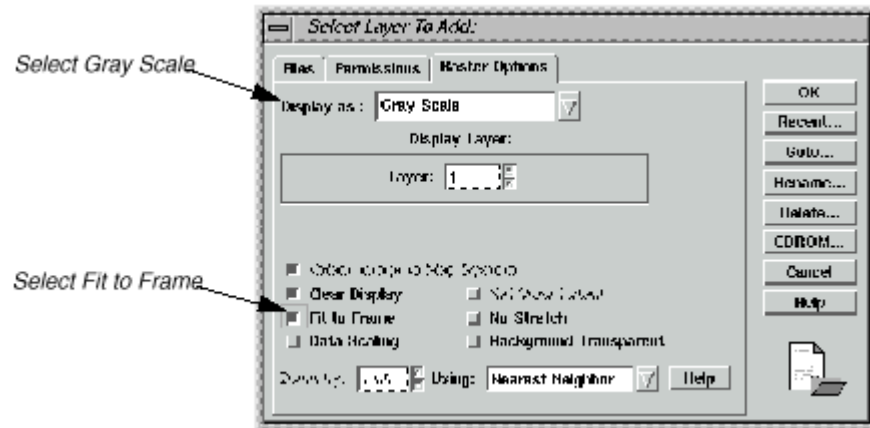 Select Layer To Add:
Select Gray Scale
Files Permissions Raster Options
Display as : Gray Scale
Display Layer:
Layer: 1
OK
Recent...
Goto...
Rename...
Delete...
CDROM...
Cancel
Help
Select Fit to Frame
Clear Display
Fit to Frame No Stretch
Data Scaling Background Transparent
Using: Nearest Neighbor Help